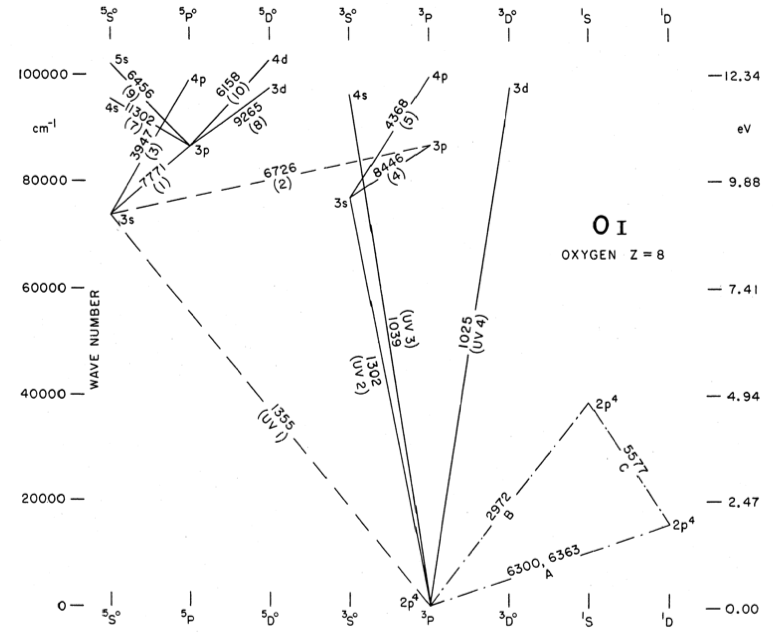 ⁵S° ⁵P° ⁵D° ³S° ³P ³D° ¹S ¹D
5s 4d
100000 4p 3d 4s 4p 3d 12.34
6456
(9)
6158
(10)
4s 11302
(7)
9265
(8)
4368
(5)
cm⁻¹ eV
3947
(3)
3p 3p
7771
(1)
8446
(4)
80000 9.88
6726
(2)
3s 3s
O I
OXYGEN Z = 8
60000 7.41
WAVE NUMBER
1039
(UV 3)
1025
(UV 4)
1302
(UV 2)
40000 4.94
2p⁴
1355
(UV 1)
5577
C
20000 2.47
2972
B
2p⁴
6300, 6363
A
0 2p⁴ 0.00
⁵S° ⁵P ⁵D° ³S° ³P ³D° ¹S ¹D